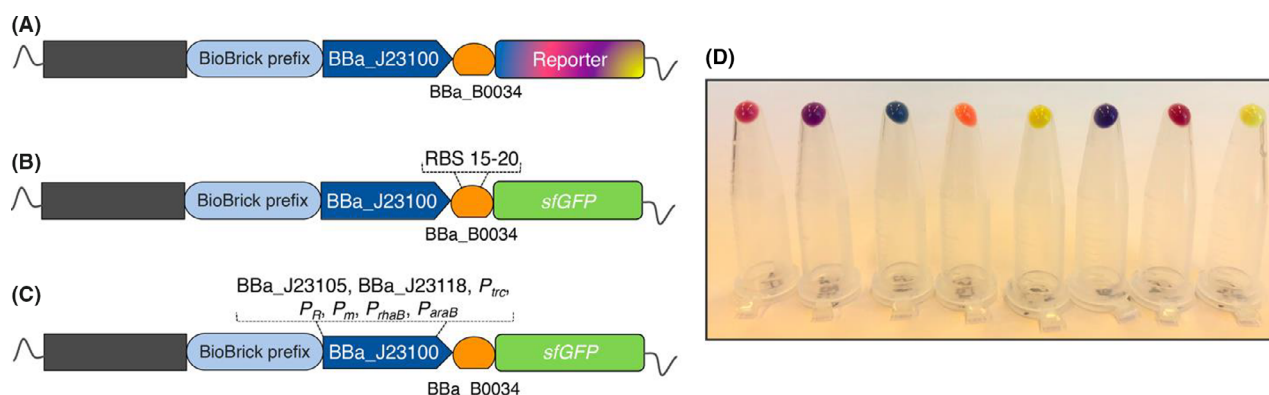 (A)
BioBrick prefix
BBa_J23100
Reporter
BBa_B0034
(B)
RBS 15-20
BioBrick prefix
BBa_J23100
sfGFP
BBa_B0034
(C)
BBa_J23105, BBa_J23118, Ptrc,
PR, Pm, PrhaB, ParaB
BioBrick prefix
BBa_J23100
sfGFP
BBa_B0034
(D)